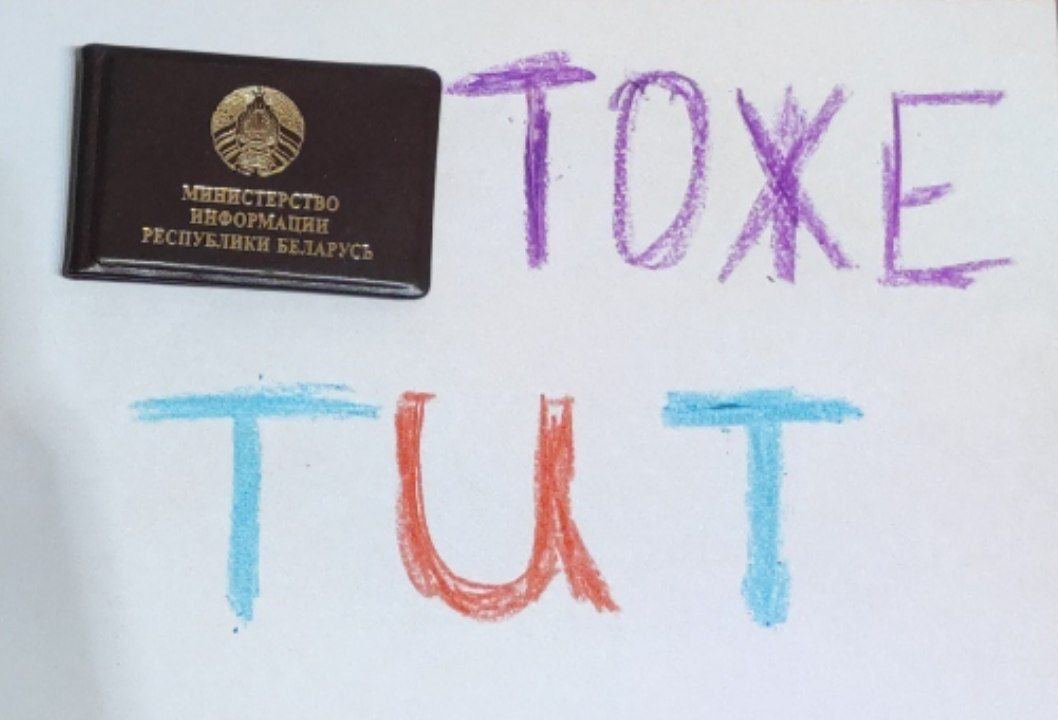 МИНИСТЕРСТВО
ИНФОРМАЦИИ
РЕСПУБЛИКИ БЕЛАРУСЬ
ТОЖЕ
TUT